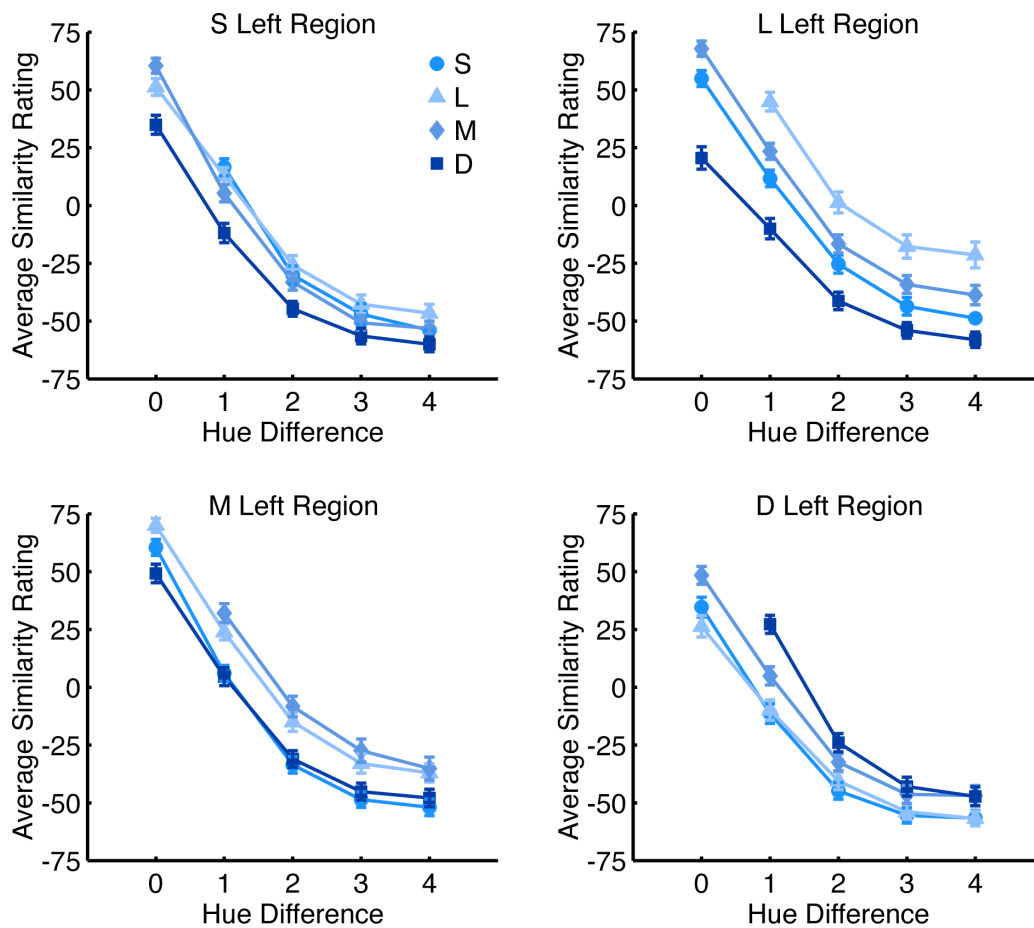 S Left Region
75
50
25
0
-25
-50
-75
Average Similarity Rating
S
L
M
D
0 1 2 3 4
Hue Difference
L Left Region
75
50
25
0
-25
-50
-75
Average Similarity Rating
0 1 2 3 4
Hue Difference
M Left Region
75
50
25
0
-25
-50
-75
Average Similarity Rating
0 1 2 3 4
Hue Difference
D Left Region
75
50
25
0
-25
-50
-75
Average Similarity Rating
0 1 2 3 4
Hue Difference